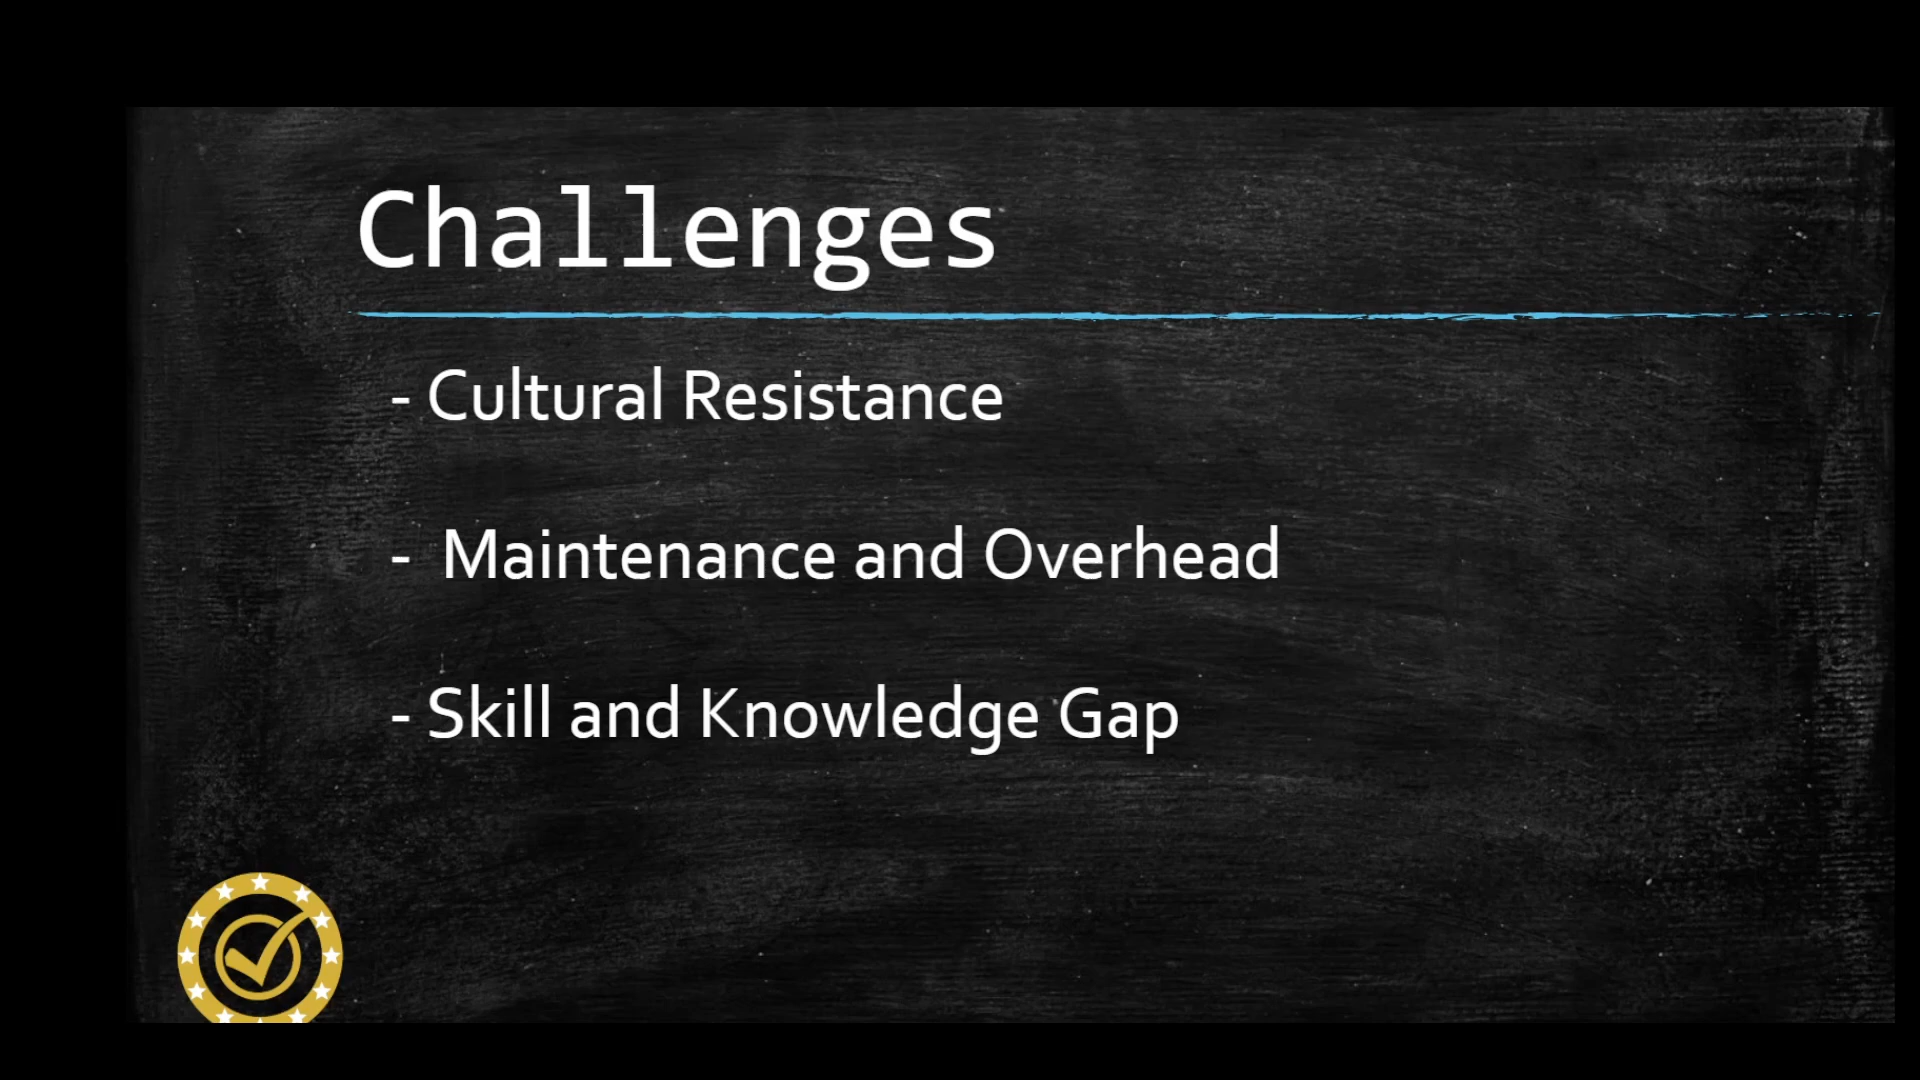 Challenges
- Cultural Resistance
- Maintenance and Overhead
- Skill and Knowledge Gap